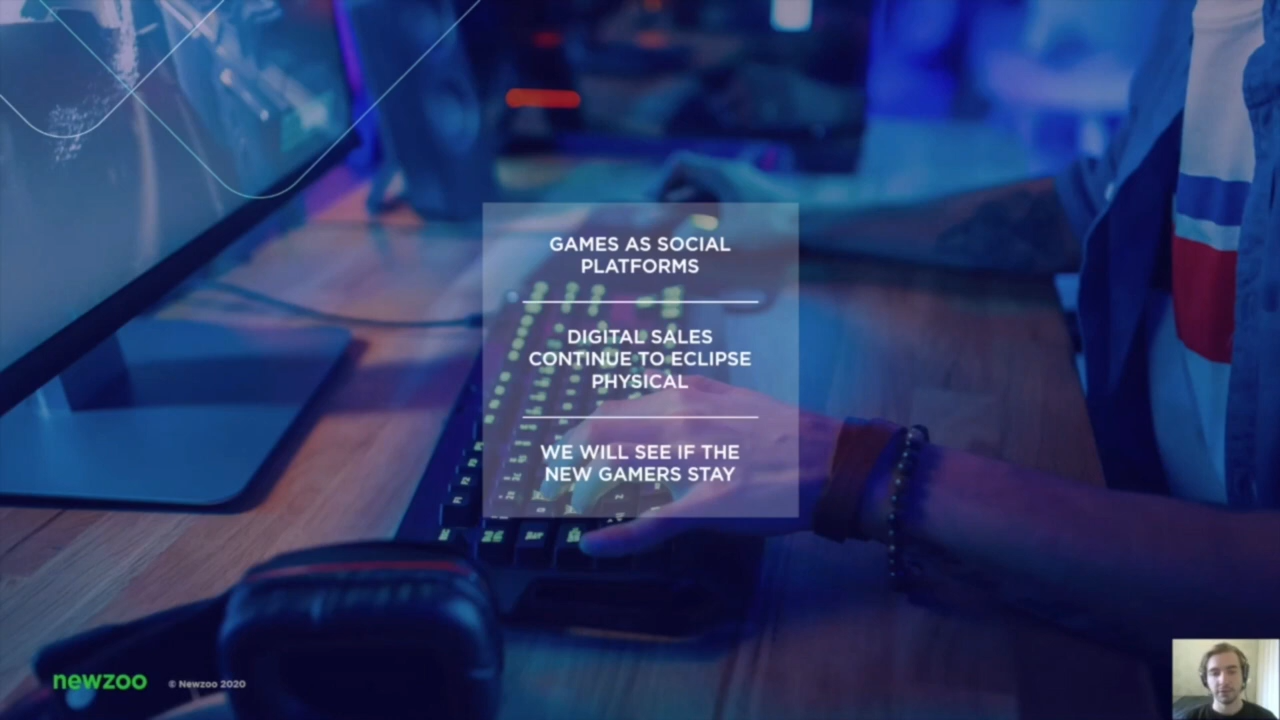 GAMES AS SOCIAL
PLATFORMS
DIGITAL SALES
CONTINUE TO ECLIPSE
PHYSICAL
WE WILL SEE IF THE
NEW GAMERS STAY
newzoo
© Newzoo 2020